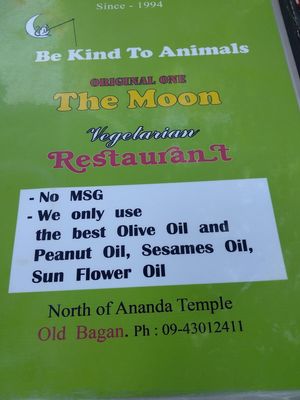 Since - 1994
Be Kind To Animals
ORIGINAL ONE
The Moon
Vegetarian
Restaurant
- No MSG
- We only use
the best Olive Oil and
Peanut Oil, Sesames Oil,
Sun Flower Oil
North of Ananda Temple
Old Bagan. Ph : 09-43012411